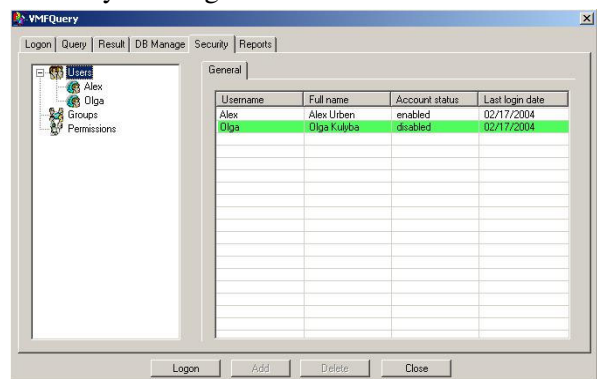 VMFQuery
Logon Query Result DB Manage Security Reports
Users
Alex
Olga
Groups
Permissions
General
Username Full name Account status Last login date
Alex Alex Urben enabled 02/17/2004
Olga Olga Kulyba disabled 02/17/2004
Logon Add Delete Close